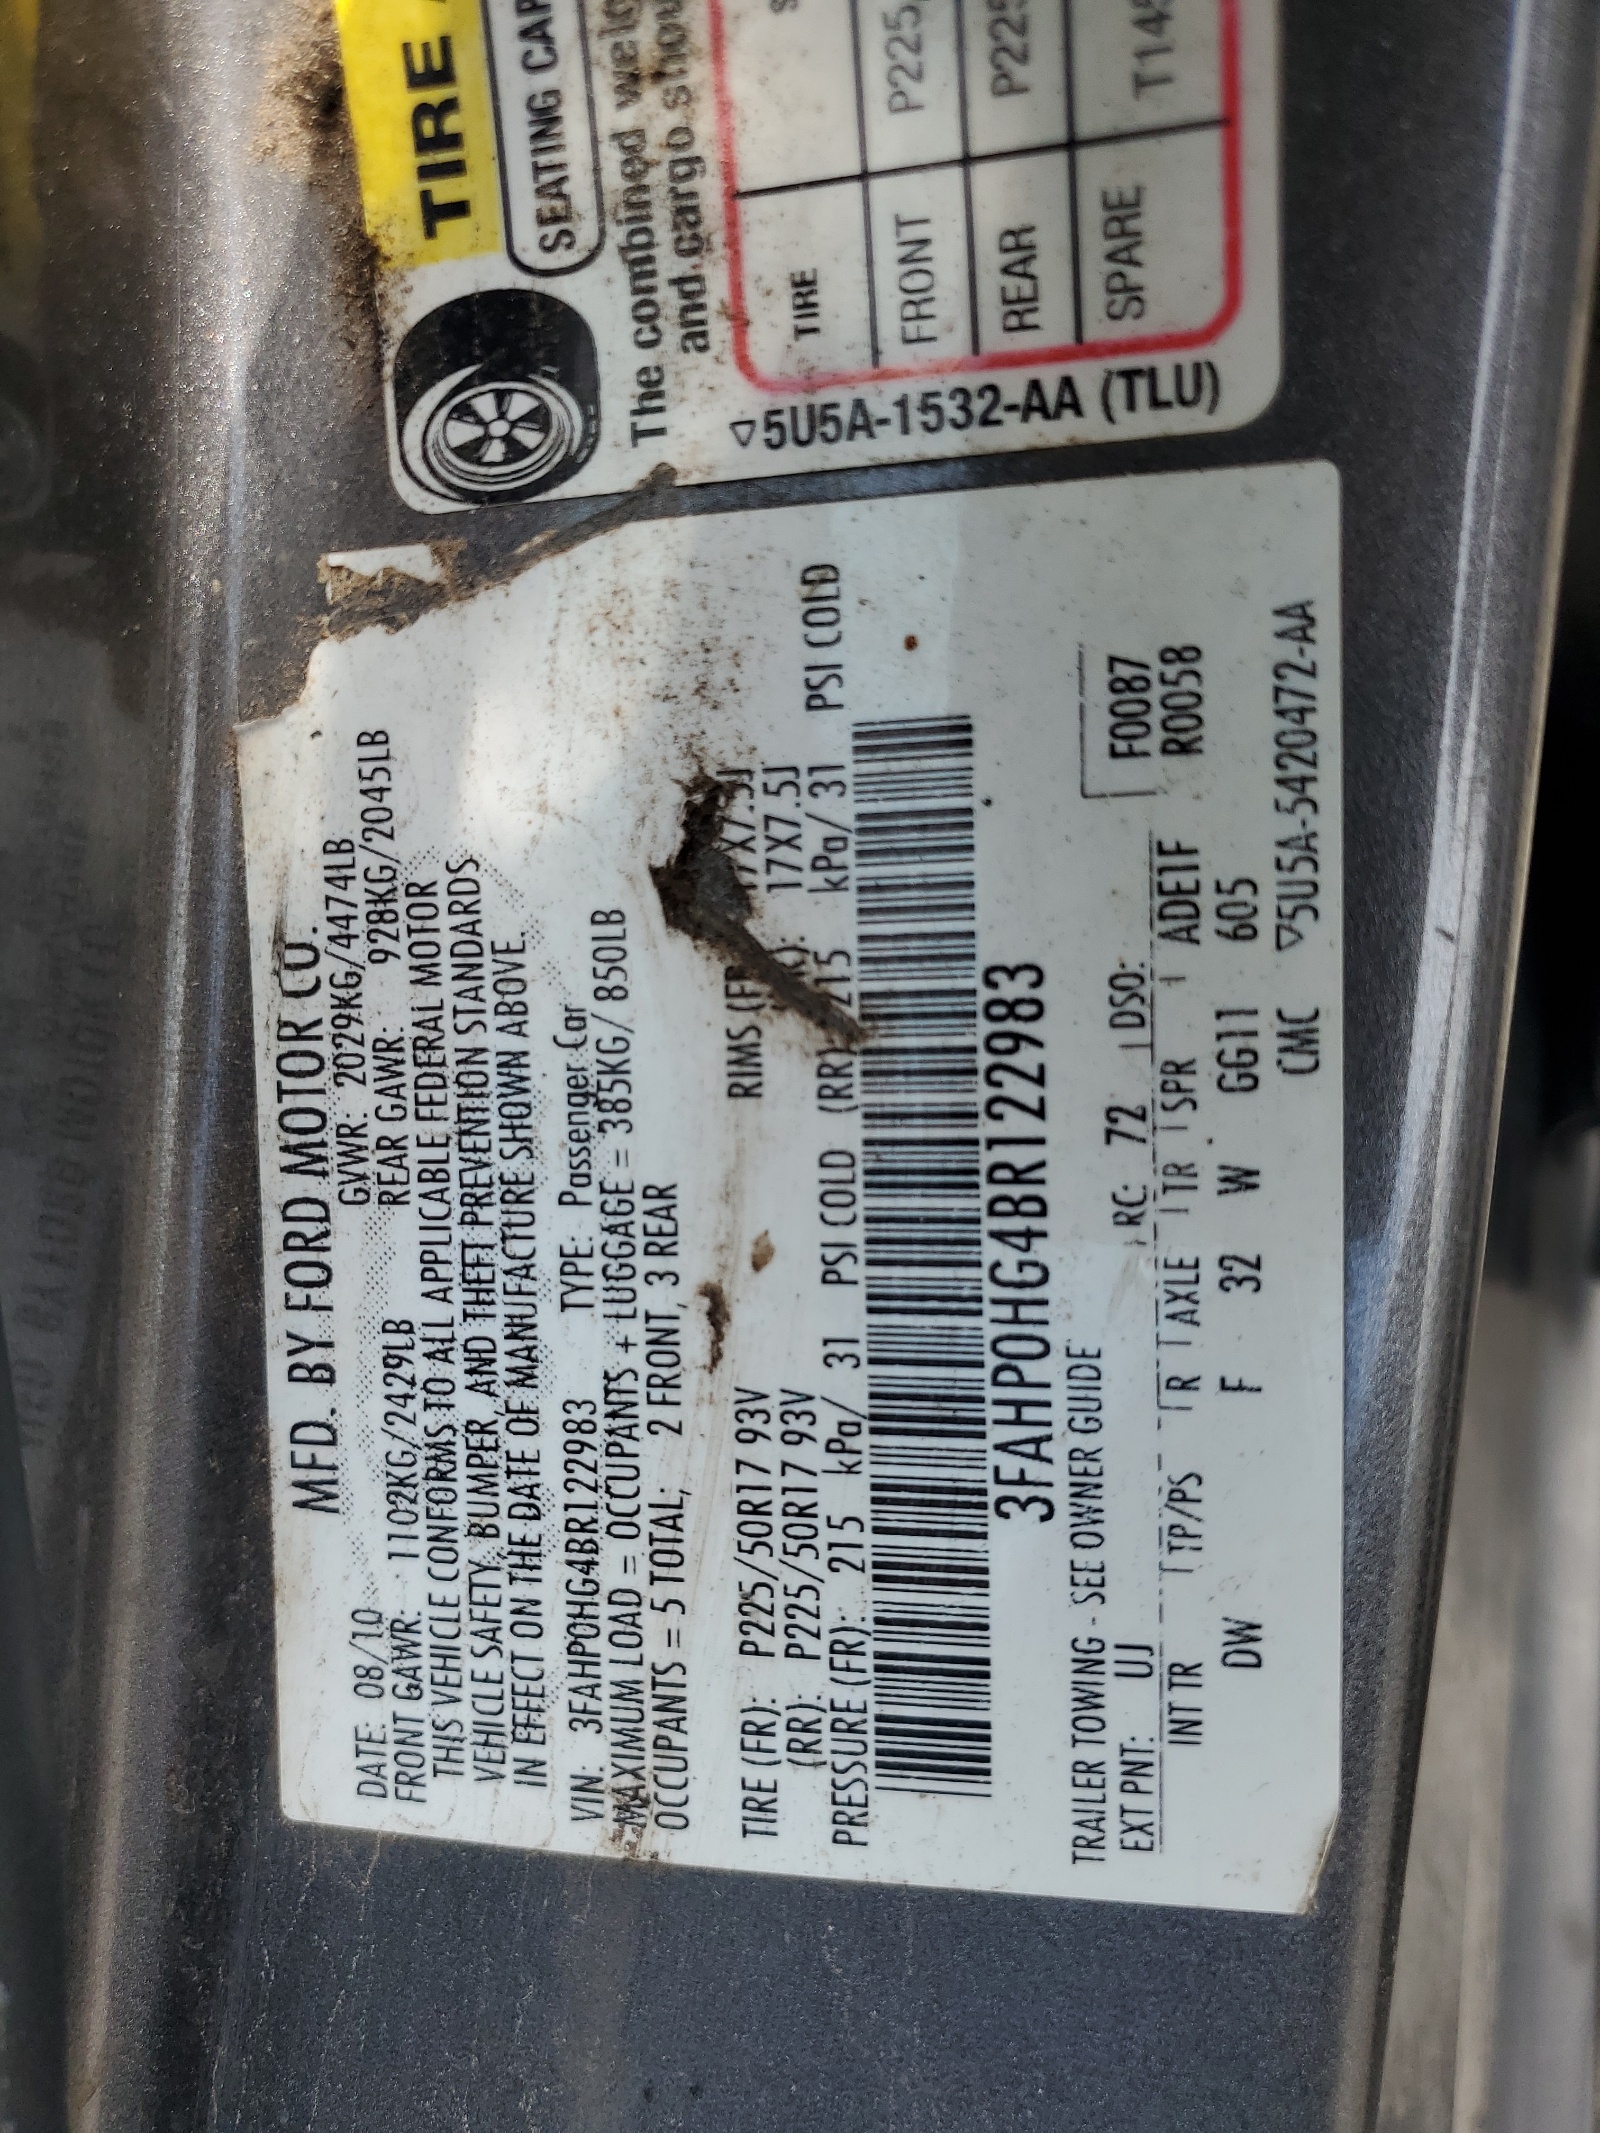 MFD. BY FORD MOTOR CO.
DATE: 08/10 GVWR: 2029KG/4474LB
FRONT GAWR: 1102KG/2429LB REAR GAWR: 928KG/2045LB
THIS VEHICLE CONFORMS TO ALL APPLICABLE FEDERAL MOTOR
VEHICLE SAFETY, BUMPER, AND THEFT PREVENTION STANDARDS
IN EFFECT ON THE DATE OF MANUFACTURE SHOWN ABOVE.
VIN: 3FAHP0HG4BR122983 TYPE: Passenger Car
MAXIMUM LOAD = OCCUPANTS + LUGGAGE = 385KG/ 850LB
OCCUPANTS = 5 TOTAL; 2 FRONT, 3 REAR
TIRE (FR): P225/50R17 93V RIMS (FR 17X7.5J
(RR): P225/50R17 93V 17X7.5J
PRESSURE (FR): 215 kPa/ 31 PSI COLD (RR) 215 kPa/ 31 PSI COLD
3FAHP0HG4BR122983
TRAILER TOWING - SEE OWNER GUIDE
EXT PNT: UJ RC: 72 DSO: F0087
INT TR TP/PS R AXLE TR SPR ADE1F R0058
DW F 32 W GG11 605
CMC ▽5U5A-5420472-AA
TIRE
SEATING CAP
The combined weig
and cargo shou
TIRE S
FRONT P225
REAR P225
SPARE T145
▽5U5A-1532-AA (TLU)